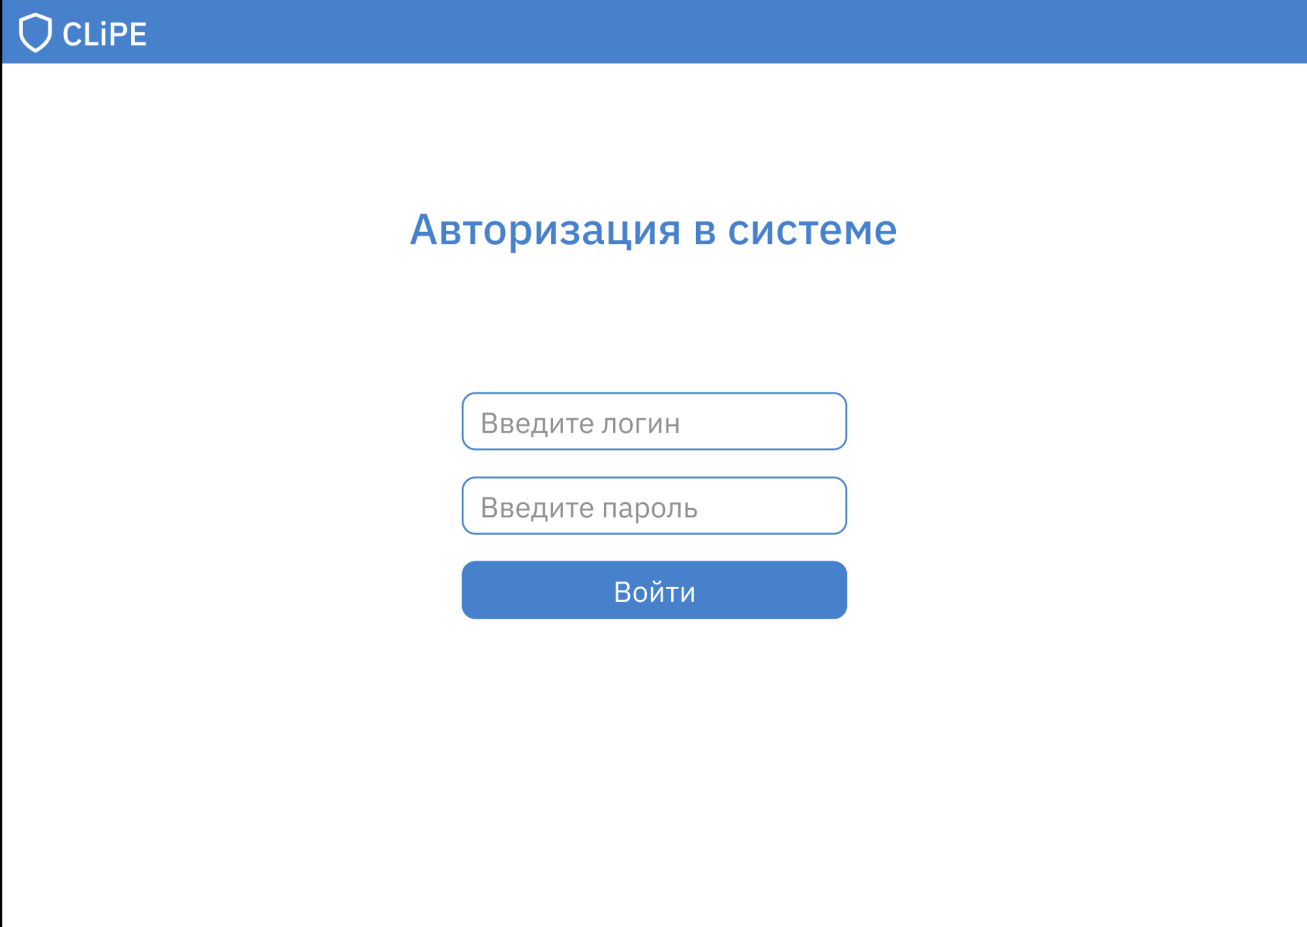 CLiPE
Авторизация в системе
Введите логин
Введите пароль
Войти